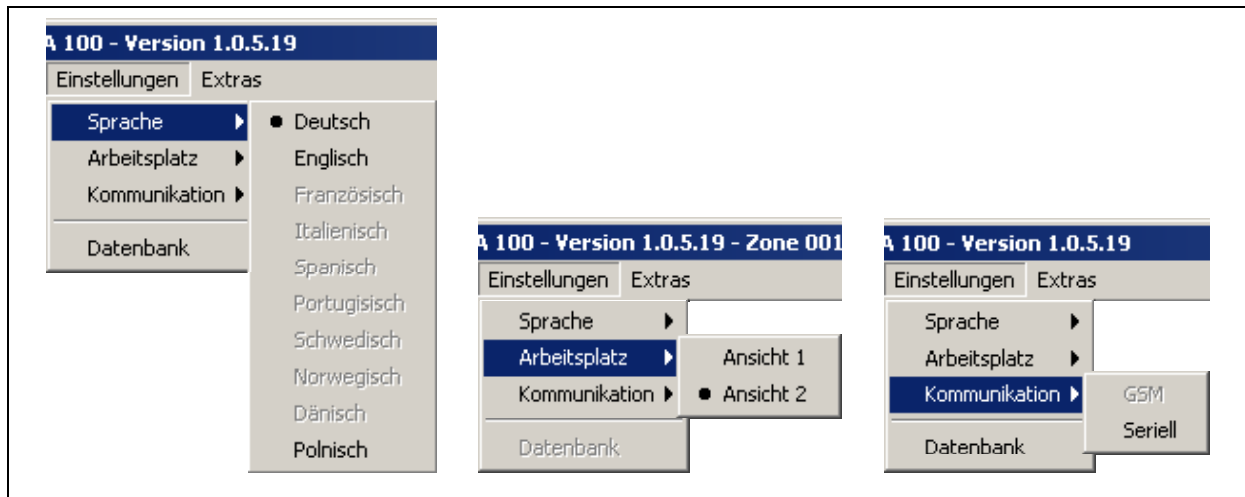 A 100 - Version 1.0.5.19
Einstellungen Extras
Sprache
Arbeitsplatz
Kommunikation
Datenbank
Deutsch
Englisch
Französisch
Italienisch
Spanisch
Portugisisch
Schwedisch
Norwegisch
Dänisch
Polnisch
A 100 - Version 1.0.5.19 - Zone 001
Einstellungen Extras
Sprache
Arbeitsplatz
Kommunikation
Datenbank
Ansicht 1
Ansicht 2
A 100 - Version 1.0.5.19
Einstellungen Extras
Sprache
Arbeitsplatz
Kommunikation
Datenbank
GSM
Seriell